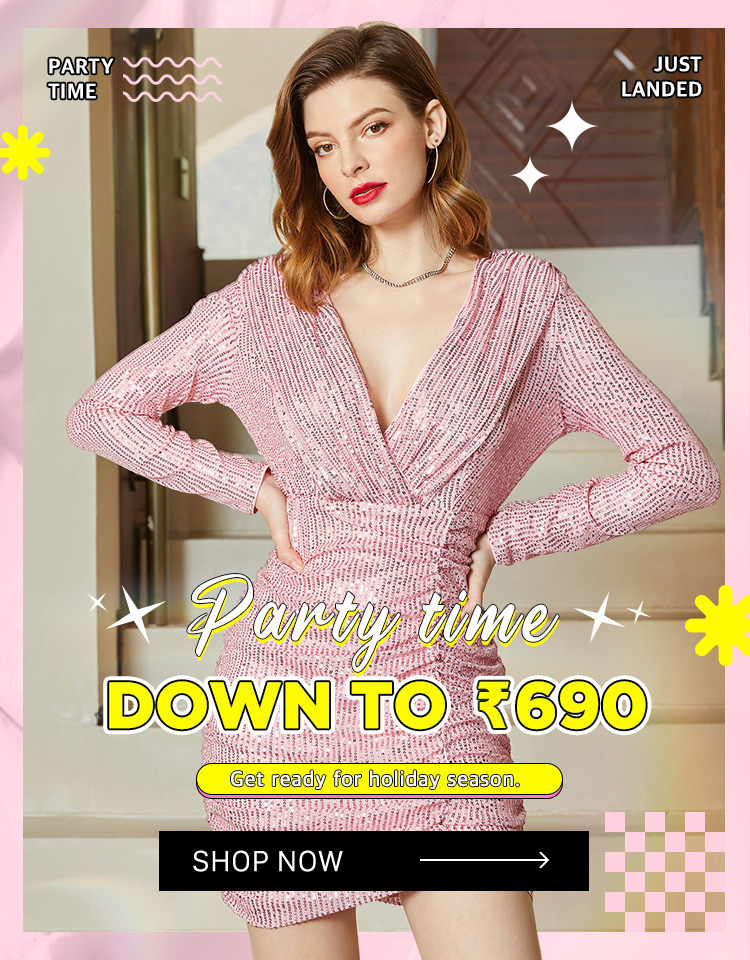 PARTY
TIME
JUST
LANDED
Party time
DOWN TO ₹690
Get ready for holiday season.
SHOP NOW